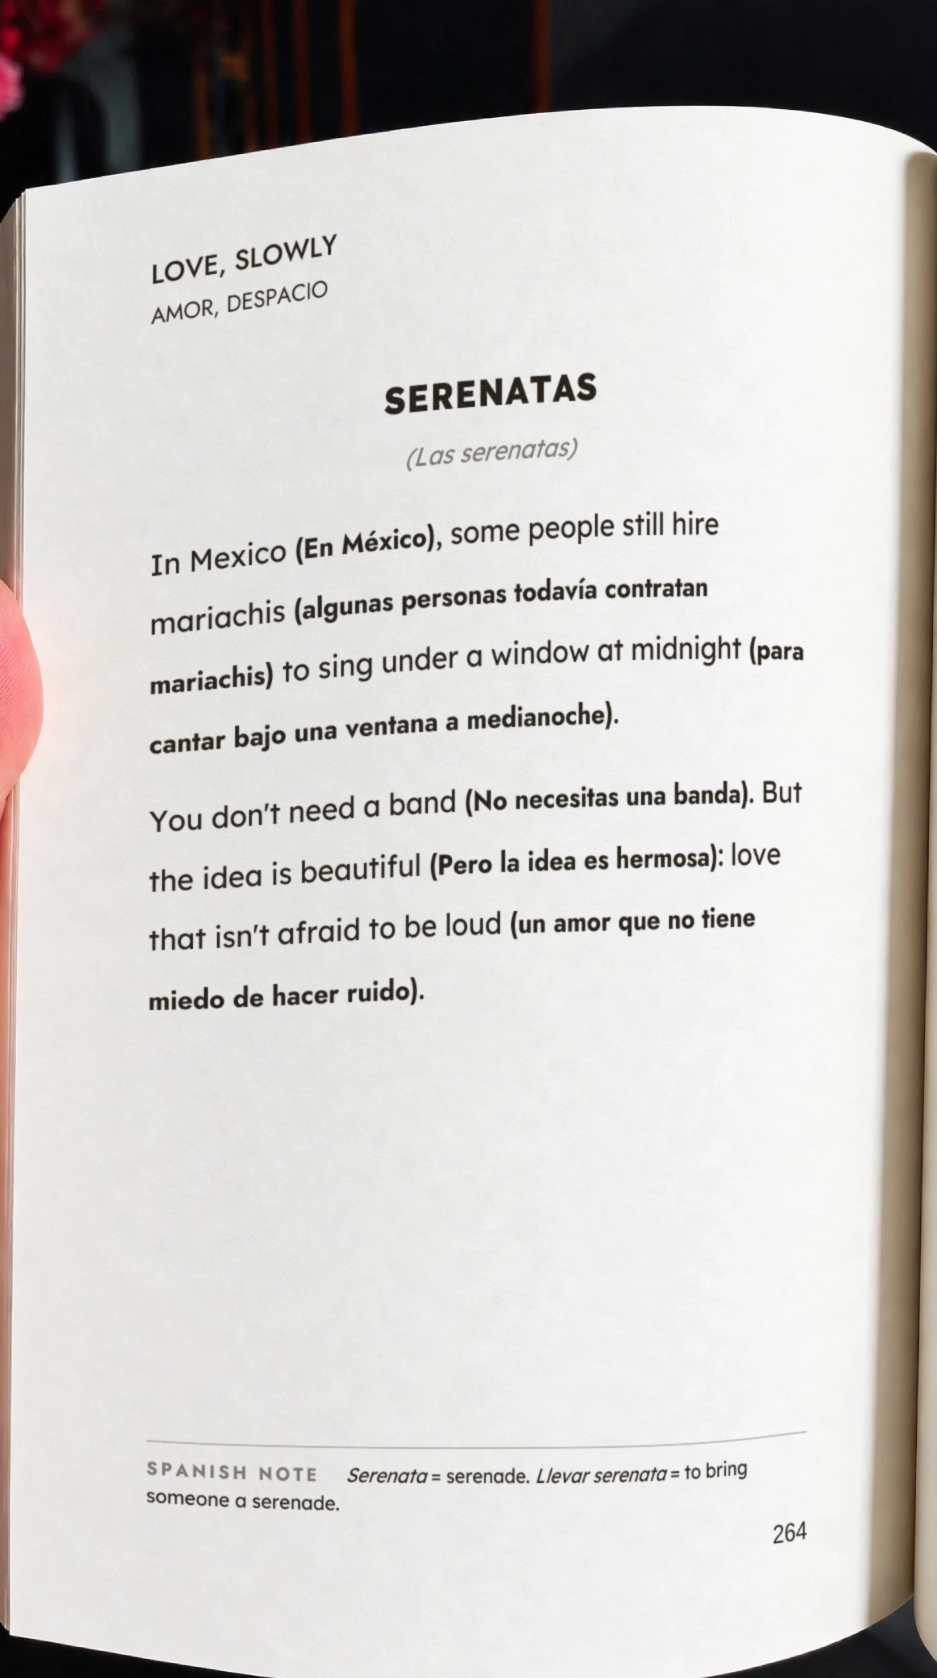 LOVE, SLOWLY
AMOR, DESPACIO
SERENATAS
(Las serenatas)
In Mexico (En México), some people still hire
mariachis (algunas personas todavía contratan
mariachis) to sing under a window at midnight (para
cantar bajo una ventana a medianoche).
You don't need a band (No necesitas una banda). But
the idea is beautiful (Pero la idea es hermosa): love
that isn't afraid to be loud (un amor que no tiene
miedo de hacer ruido).
SPANISH NOTE Serenata = serenade. Llevar serenata = to bring
someone a serenade.
264